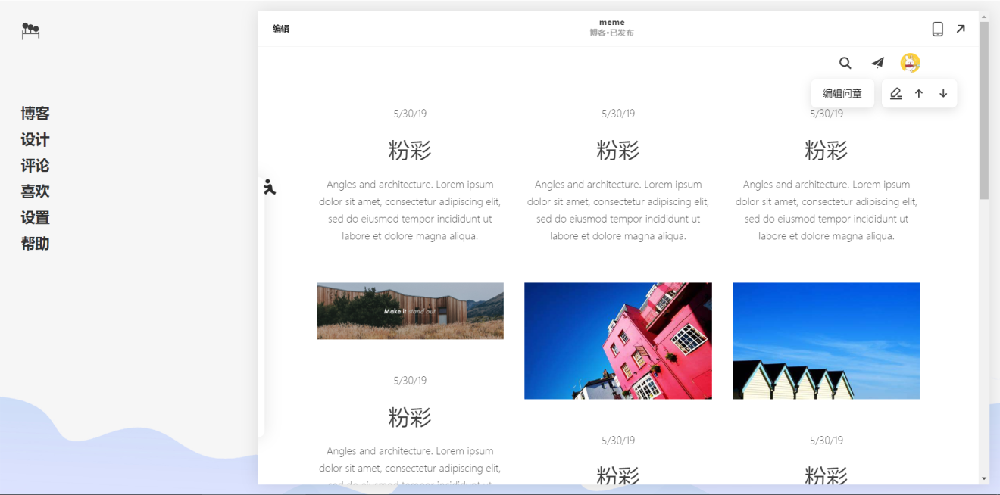 博客
设计
评论
喜欢
设置
帮助
编辑
meme
博客•已发布
编辑问章
5/30/19
粉彩
Angles and architecture. Lorem ipsum
dolor sit amet, consectetur adipiscing elit,
sed do eiusmod tempor incididunt ut
labore et dolore magna aliqua.
5/30/19
粉彩
Angles and architecture. Lorem ipsum
dolor sit amet, consectetur adipiscing elit,
sed do eiusmod tempor incididunt ut
labore et dolore magna aliqua.
5/30/19
粉彩
Angles and architecture. Lorem ipsum
dolor sit amet, consectetur adipiscing elit,
sed do eiusmod tempor incididunt ut
labore et dolore magna aliqua.
Make it stand out.
5/30/19
粉彩
Angles and architecture. Lorem ipsum
dolor sit amet, consectetur adipiscing elit,
sed do eiusmod tempor incididunt ut
5/30/19
粉彩
5/30/19
粉彩